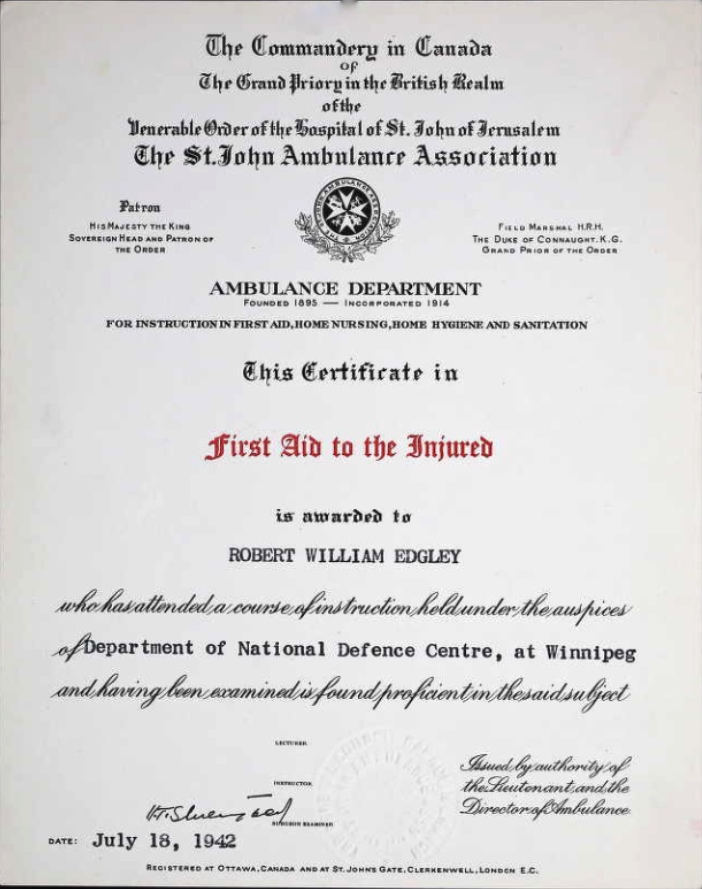 The Commandery in Canada
OF
The Grand Priory in the British Realm
of the
Venerable Order of the Hospital of St. John of Jerusalem
The St. John Ambulance Association
Patron
HIS MAJESTY THE KING
SOVEREIGN HEAD AND PATRON OF
THE ORDER
FIELD MARSHAL H.R.H.
THE DUKE OF CONNAUGHT. K.G.
GRAND PRIOR OF THE ORDER
AMBULANCE DEPARTMENT
FOUNDED 1895 — INCORPORATED 1914
FOR INSTRUCTION IN FIRST AID, HOME NURSING, HOME HYGIENE AND SANITATION
This Certificate in
First Aid to the Injured
is awarded to
ROBERT WILLIAM EDGLEY
who has attended a course of instruction held under the auspices
of Department of National Defence Centre, at Winnipeg
and having been examined is found proficient in the said subject
LECTURER
INSTRUCTOR
SURGEON EXAMINER
Issued by authority of
the Lieutenant and the
Director of Ambulance
DATE: July 18, 1942
REGISTERED AT OTTAWA, CANADA AND AT ST. JOHN'S GATE, CLERKENWELL, LONDON E.C.